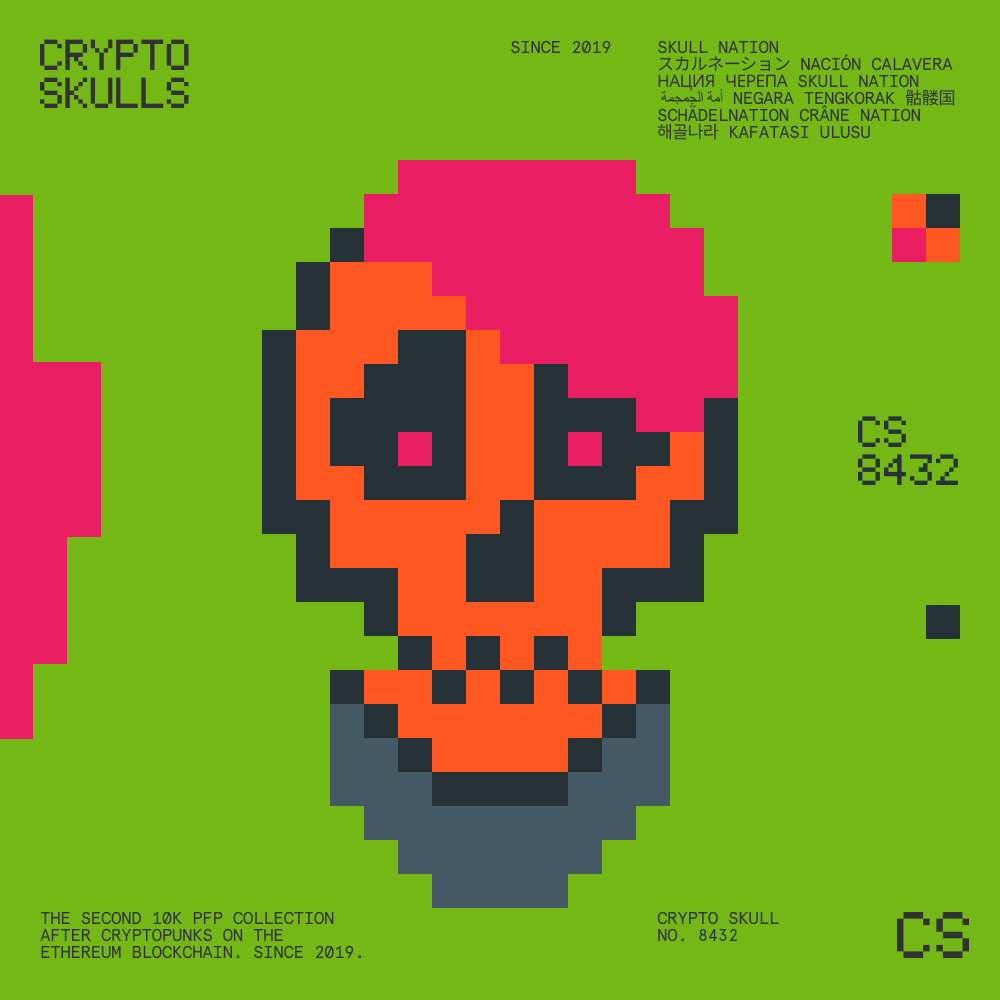 CRYPTO
SKULLS
SINCE 2019
SKULL NATION
スカルネーション NACIÓN CALAVERA
НАЦИЯ ЧЕРЕПА SKULL NATION
أمة الجمجمة NEGARA TENGKORAK 骷髅国
SCHÄDELNATION CRÂNE NATION
해골나라 KAFATASI ULUSU
CS
8432
THE SECOND 10K PFP COLLECTION
AFTER CRYPTOPUNKS ON THE
ETHEREUM BLOCKCHAIN. SINCE 2019.
CRYPTO SKULL
NO. 8432
CS